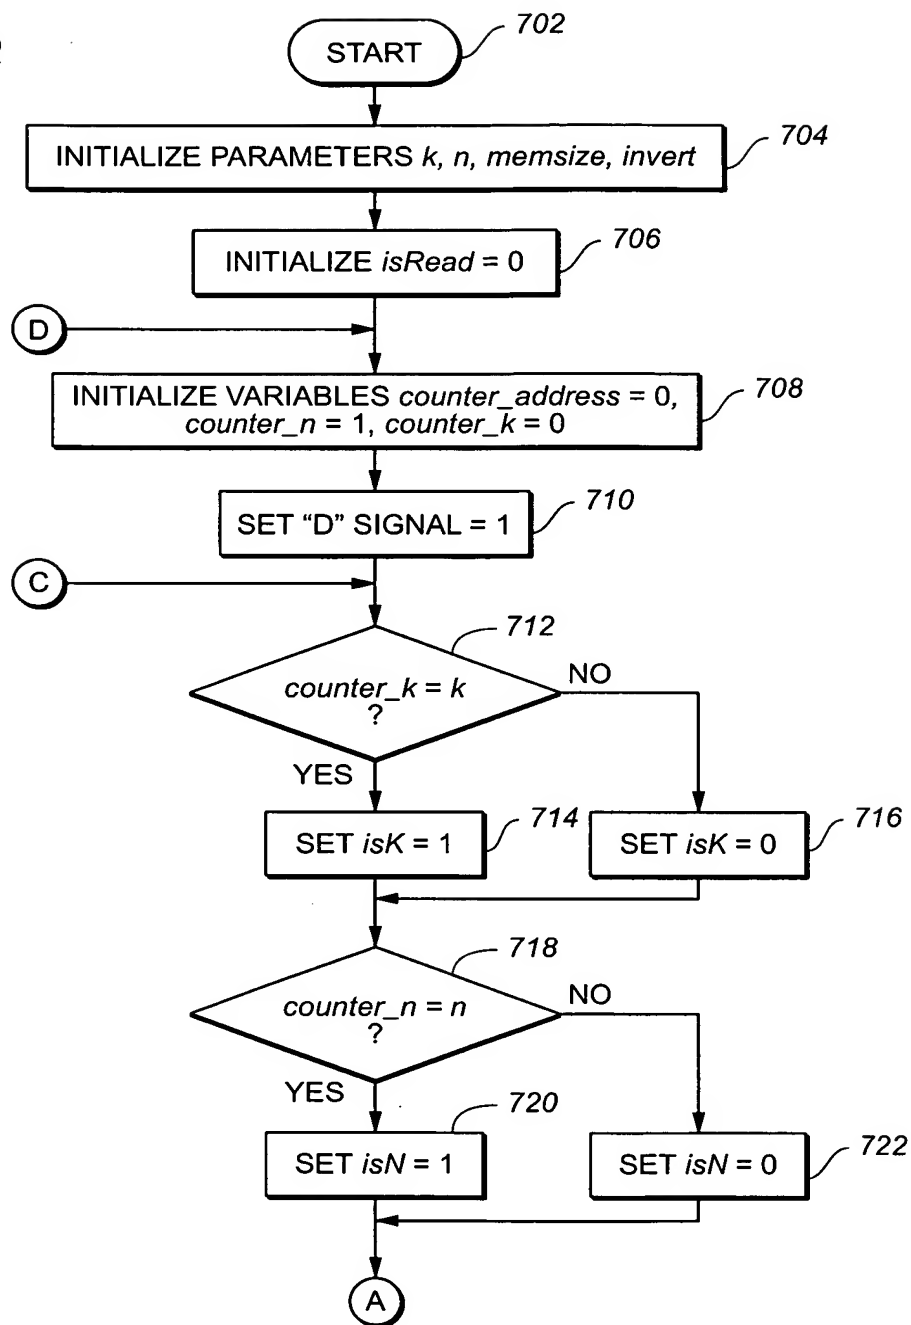 START
702
INITIALIZE PARAMETERS k, n, memsize, invert
704
INITIALIZE isRead = 0
706
D
INITIALIZE VARIABLES counter_address = 0,
counter_n = 1, counter_k = 0
708
SET “D” SIGNAL = 1
710
C
712
counter_k = k
?
NO
YES
SET isK = 1
714
SET isK = 0
716
718
counter_n = n
?
NO
YES
720
SET isN = 1
SET isN = 0
722
A